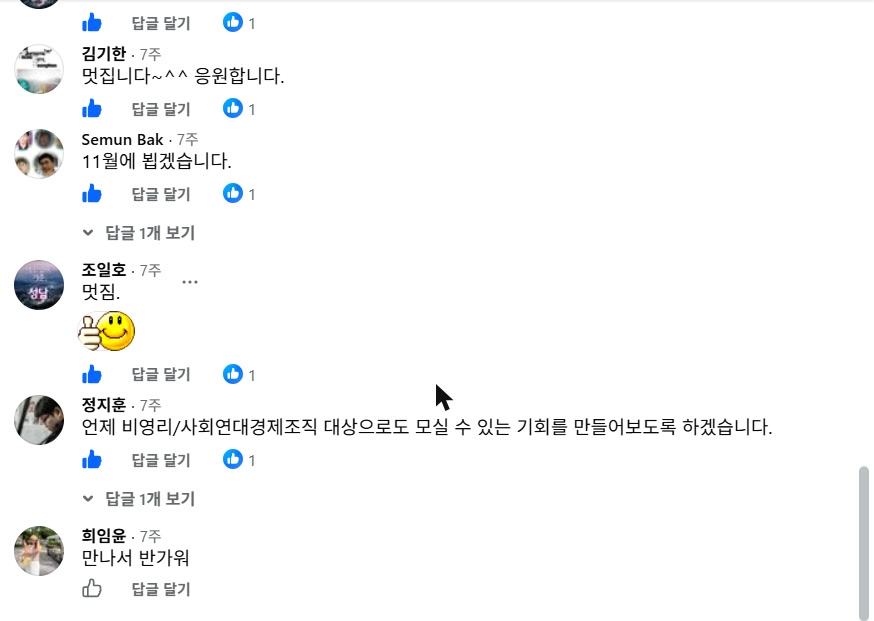 답글 달기 1
김기한 · 7주
멋집니다~^^ 응원합니다.
답글 달기 1
Semun Bak · 7주
11월에 뵙겠습니다.
답글 달기 1
답글 1개 보기
조일호 · 7주
멋짐.
성남
답글 달기 1
정지훈 · 7주
언제 비영리/사회연대경제조직 대상으로도 모실 수 있는 기회를 만들어보도록 하겠습니다.
답글 달기 1
답글 1개 보기
희임윤 · 7주
만나서 반가워
답글 달기